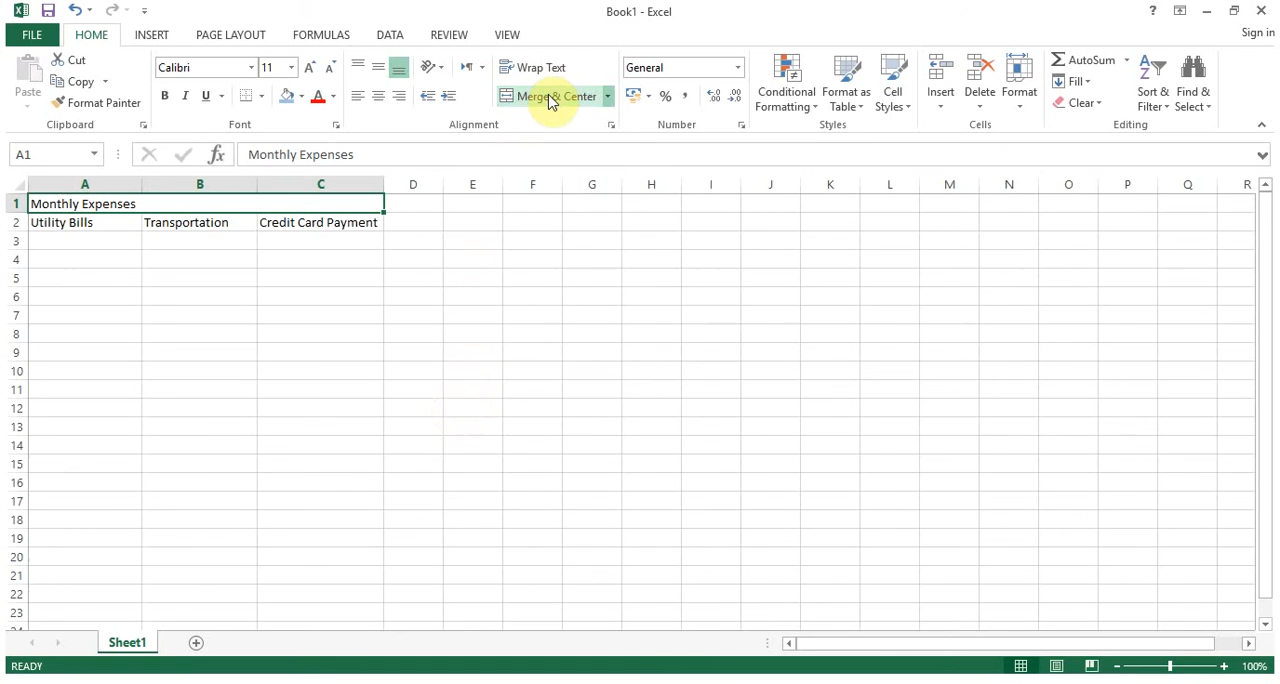 Book1 - Excel
?
Sign in
FILE HOME INSERT PAGE LAYOUT FORMULAS DATA REVIEW VIEW
Paste
Cut
Copy
Format Painter
Clipboard
Calibri 11
B I U
Font
Wrap Text
Merge & Center
Alignment
General
%
Number
Conditional Formatting
Format as Table
Cell Styles
Styles
Insert
Delete
Format
Cells
AutoSum
Fill
Clear
Sort & Filter
Find & Select
Editing
A1 fx Monthly Expenses
A B C D E F G H I J K L M N O P Q R
1 Monthly Expenses
2 Utility Bills Transportation Credit Card Payment
3
4
5
6
7
8
9
10
11
12
13
14
15
16
17
18
19
20
21
22
23
24
Sheet1
READY
100%